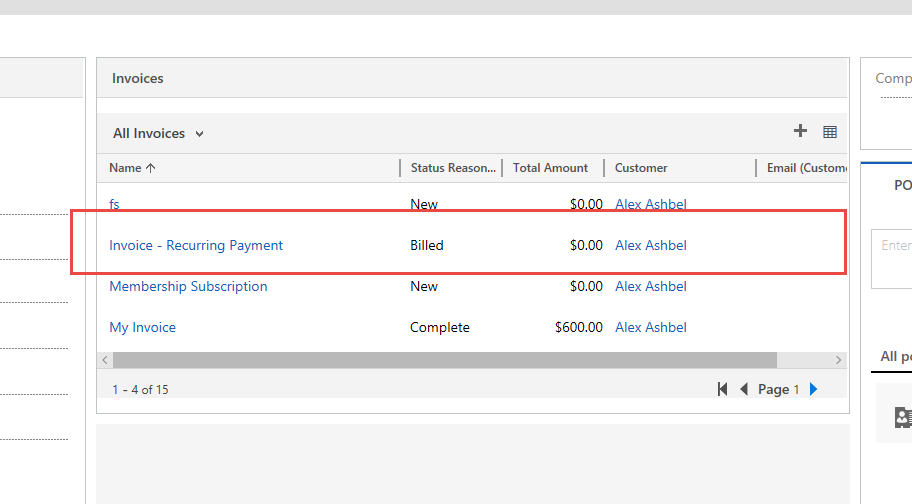 Invoices
All Invoices
Name Status Reason... Total Amount Customer Email (Custome
fs New $0.00 Alex Ashbel
Invoice - Recurring Payment Billed $0.00 Alex Ashbel
Membership Subscription New $0.00 Alex Ashbel
My Invoice Complete $600.00 Alex Ashbel
1 - 4 of 15 Page 1
Comp
PO
Enter
All po